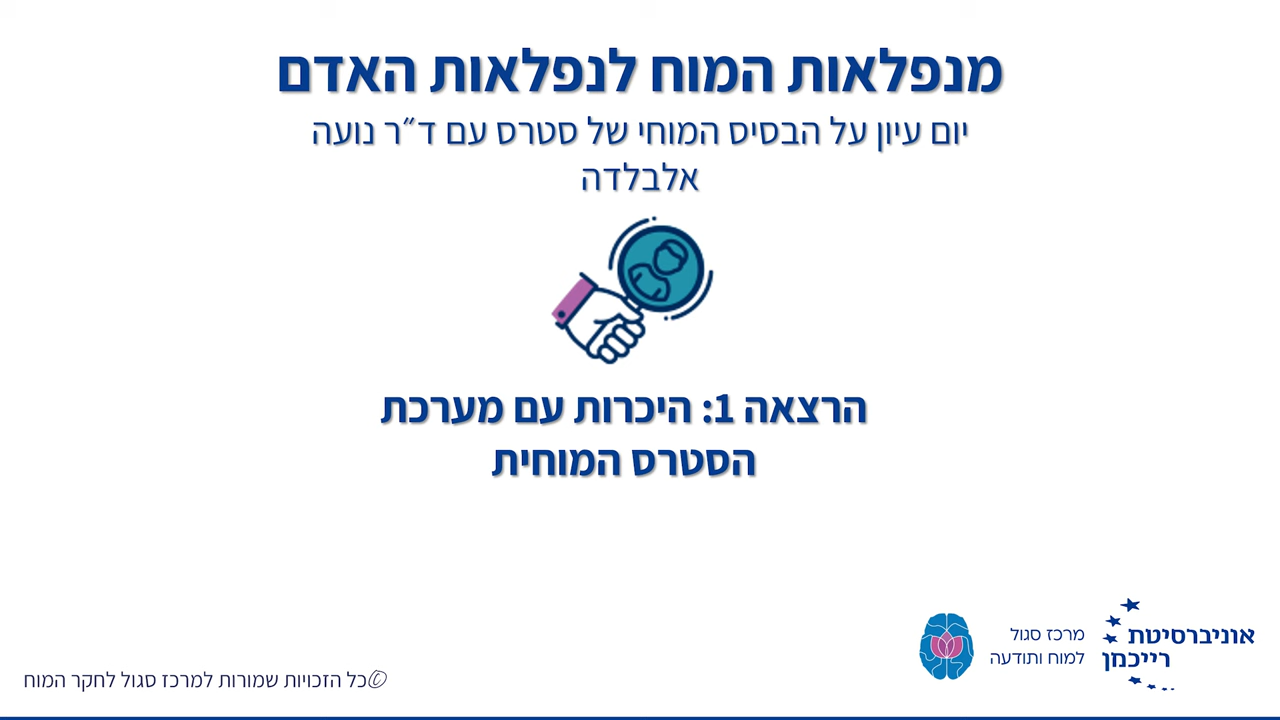 מנפלאות המוח לנפלאות האדם
יום עיון על הבסיס המוחי של סטרס עם ד״ר נועה
אלבלדה
הרצאה 1: היכרות עם מערכת
הסטרס המוחית
אוניברסיטת
רייכמן
מרכז סגול
למוח ותודעה
©כל הזכויות שמורות למרכז סגול לחקר המוח